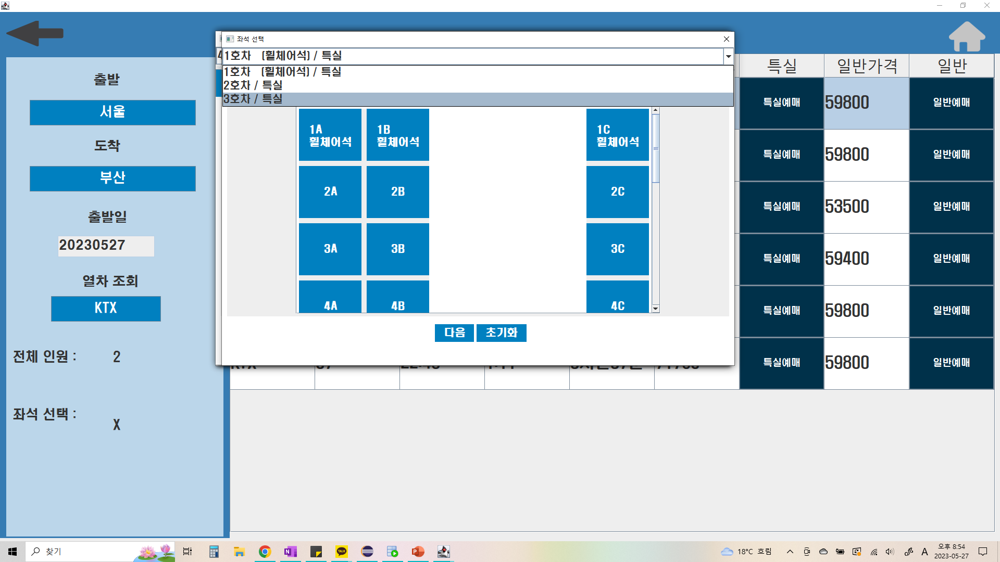 좌석 선택
1호차 (휠체어석) / 특실
1호차 (휠체어석) / 특실
2호차 / 특실
3호차 / 특실
1A 휠체어석
1B 휠체어석
1C 휠체어석
2A 2B 2C
3A 3B 3C
4A 4B 4C
다음 초기화
출발
서울
도착
부산
출발일
20230527
열차 조회
KTX
전체 인원 : 2
좌석 선택 :
X
특실 일반가격 일반
특실예매 59800 일반예매
특실예매 59800 일반예매
특실예매 53500 일반예매
특실예매 59400 일반예매
특실예매 59800 일반예매
특실예매 59800 일반예매
찾기
18°C 흐림
A
오후 8:54
2023-05-27